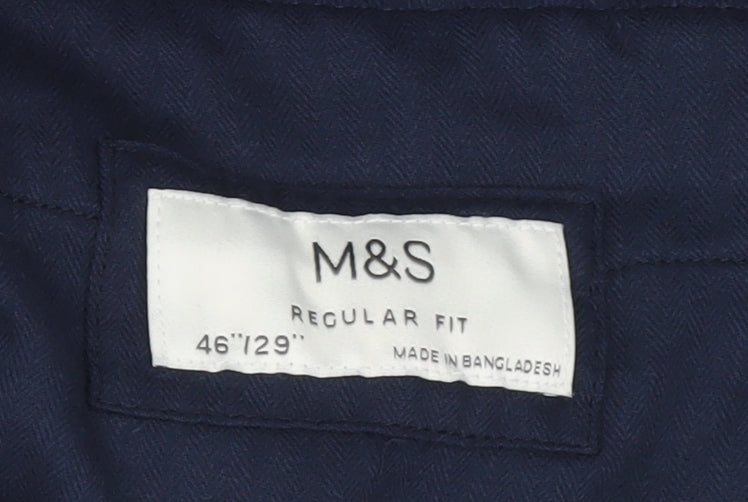 M&S
REGULAR FIT
46"/29" MADE IN BANGLADESH